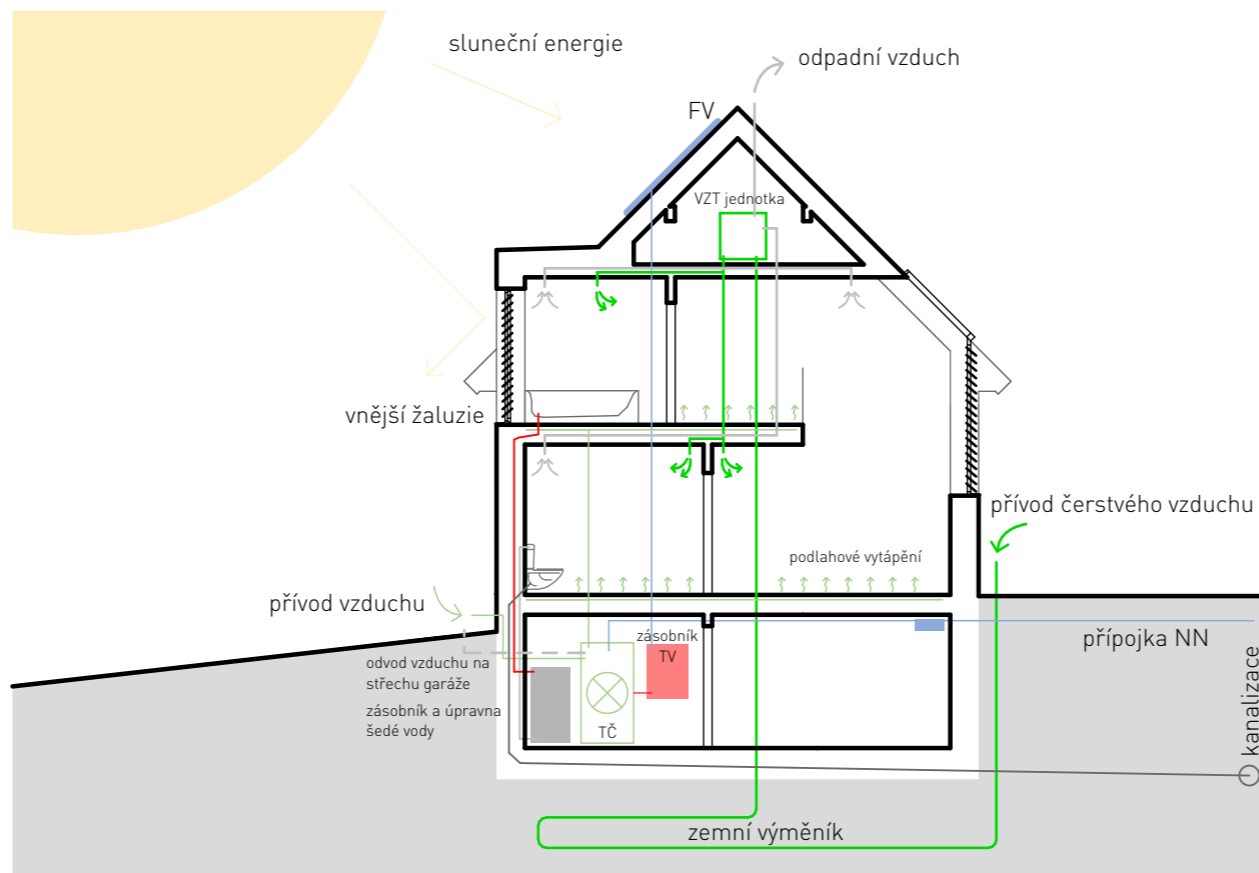 sluneční energie
odpadní vzduch
FV
VZT jednotka
vnější žaluzie
přívod čerstvého vzduchu
podlahové vytápění
přívod vzduchu
přípojka NN
zásobník
TV
odvod vzduchu na
střechu garáže
zásobník a úpravna
šedé vody
TČ
kanalizace
zemní výměník